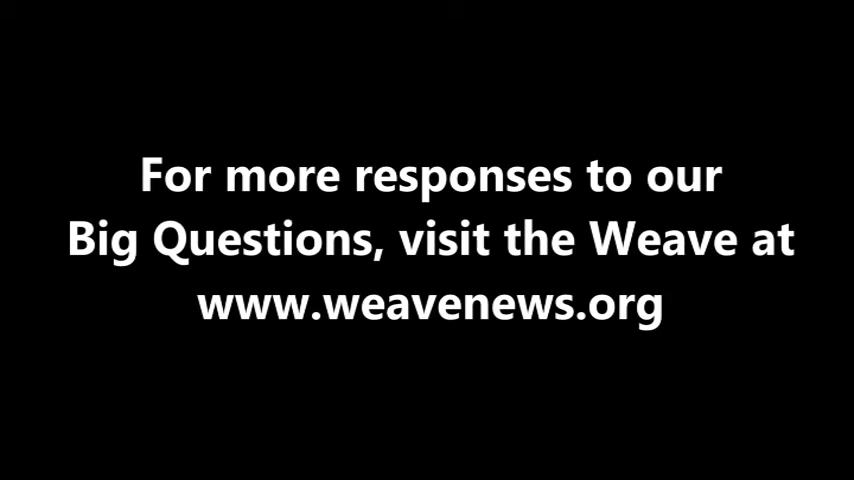 For more responses to our
Big Questions, visit the Weave at
www.weavenews.org